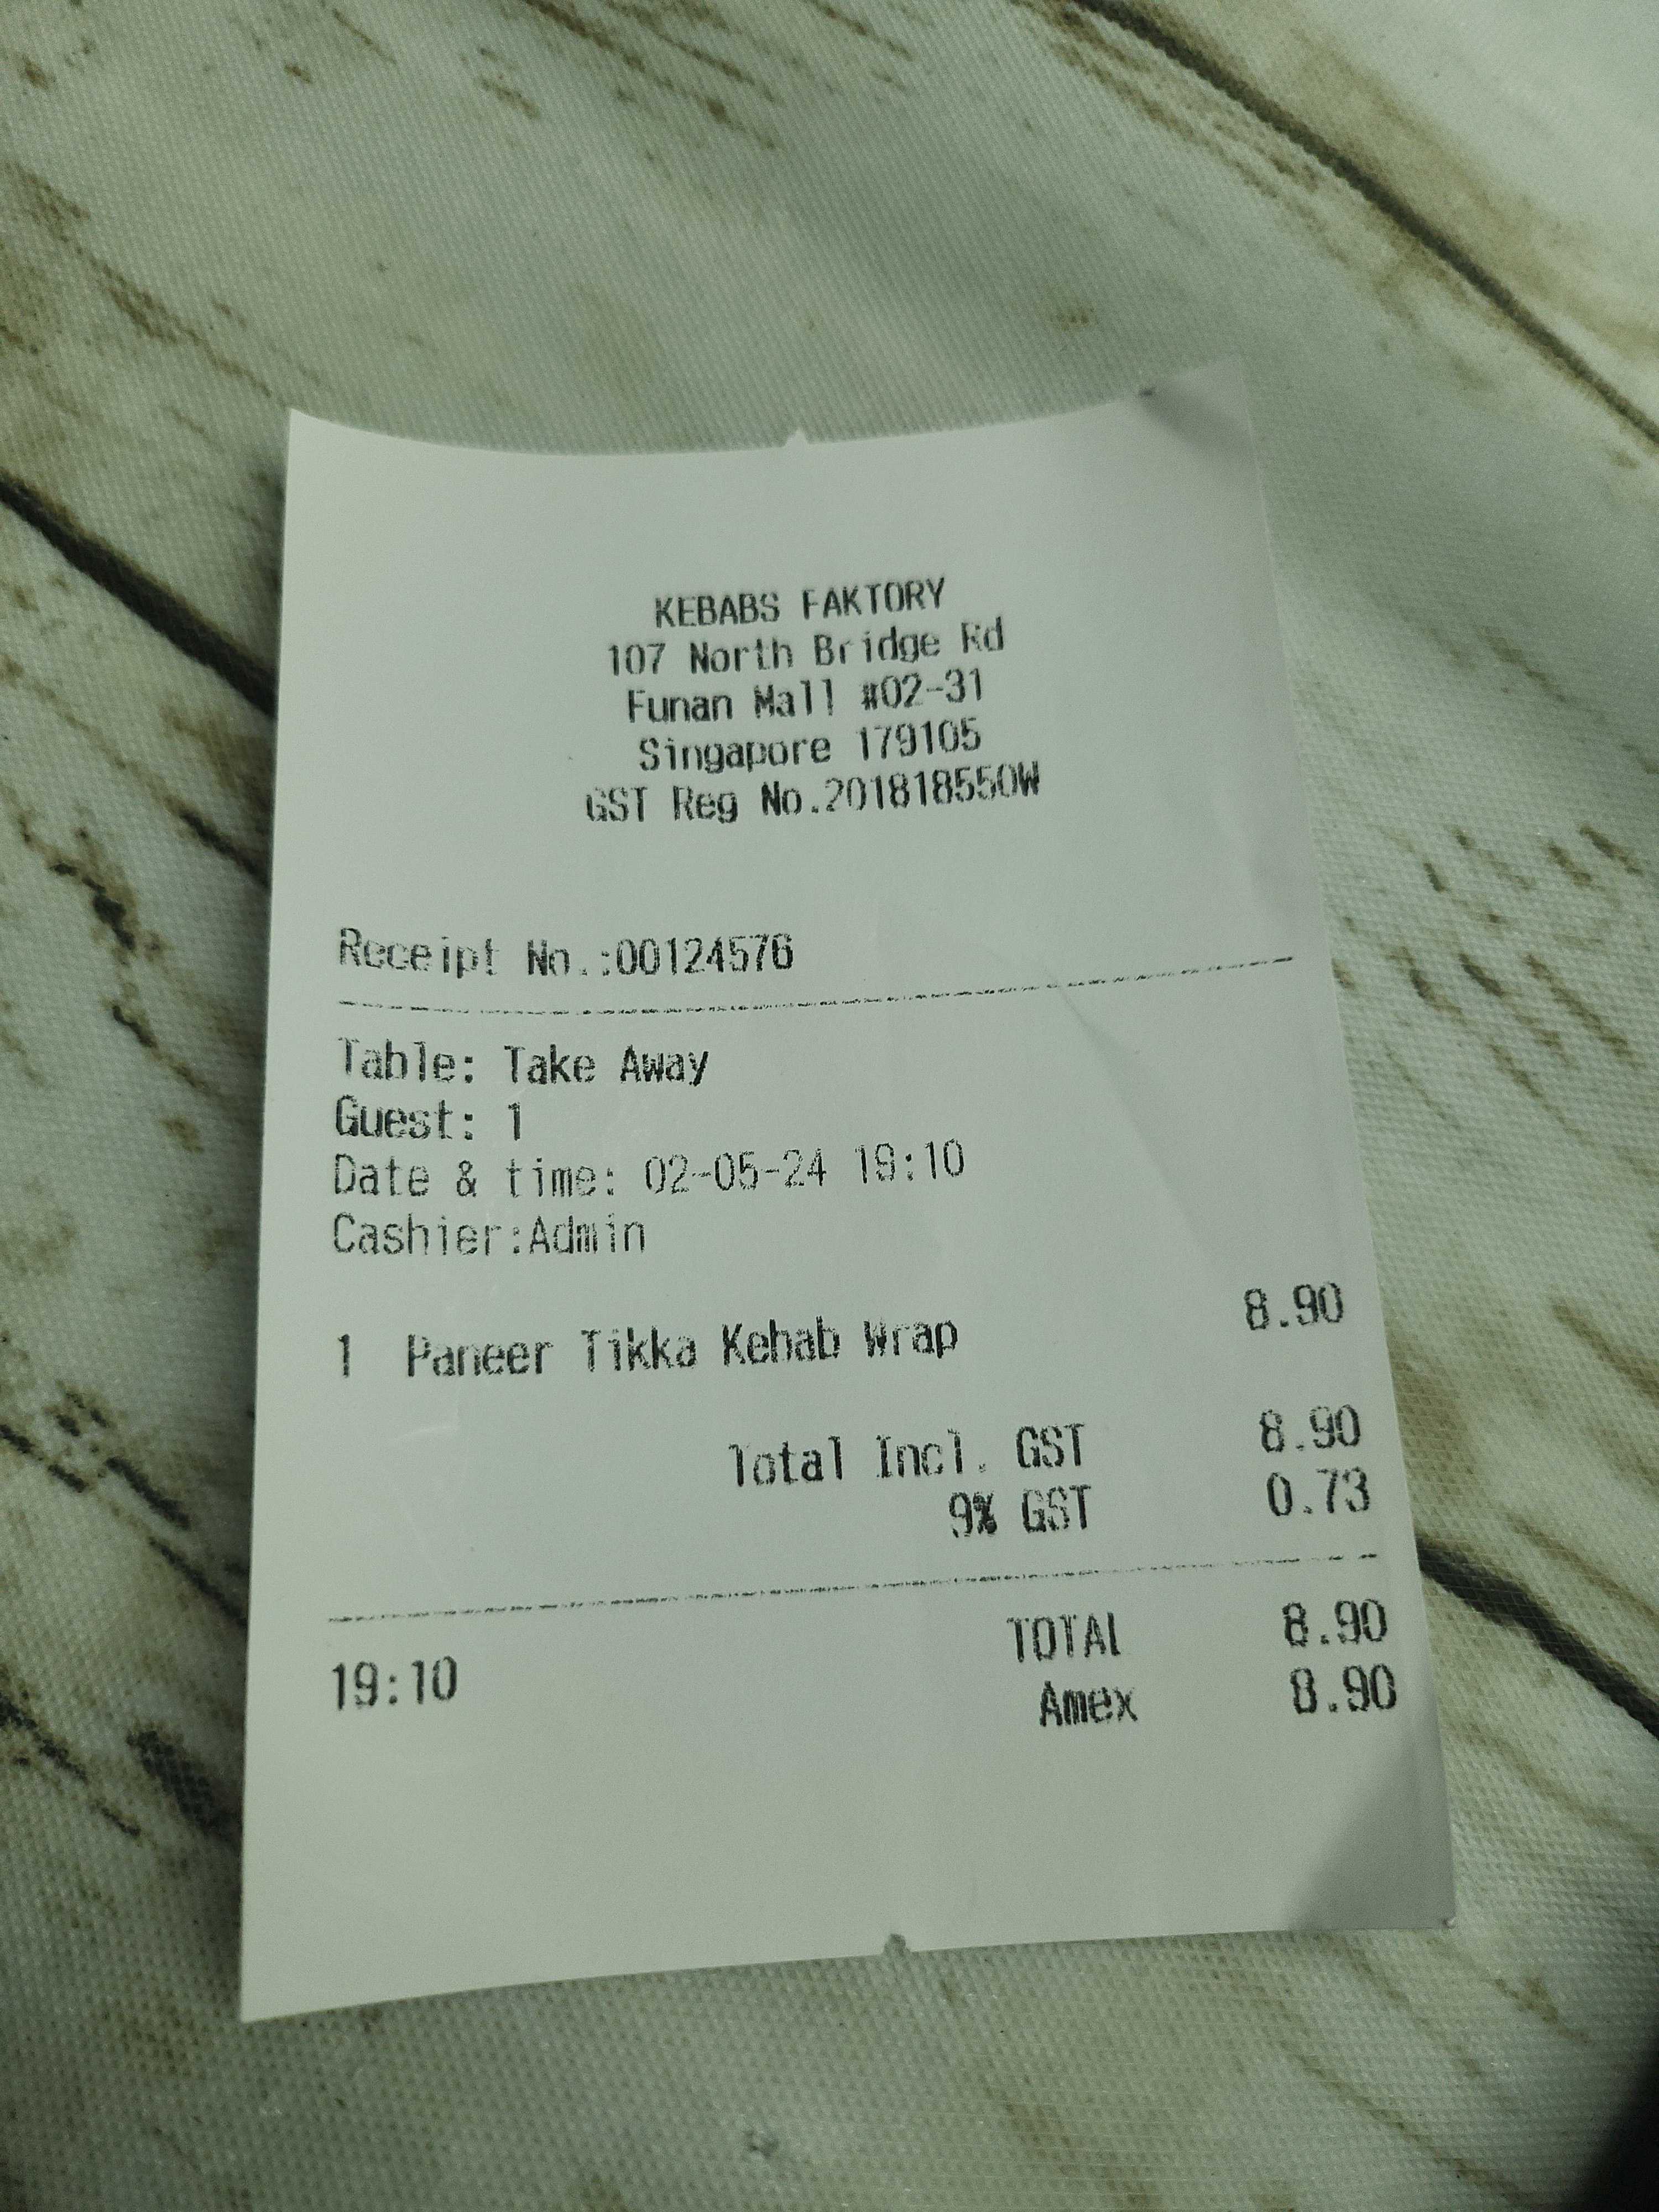 KEBABS FAKTORY
107 North Bridge Rd
Funan Mall #02-31
Singapore 179105
GST Reg No.201818550W
Receipt No.:00124576
Table: Take Away
Guest: 1
Date & time: 02-05-24 19:10
Cashier:Admin
1 Paneer Tikka Kebab Wrap 8.90
Total Incl. GST 8.90
9% GST 0.73
TOTAL 8.90
19:10 Amex 8.90